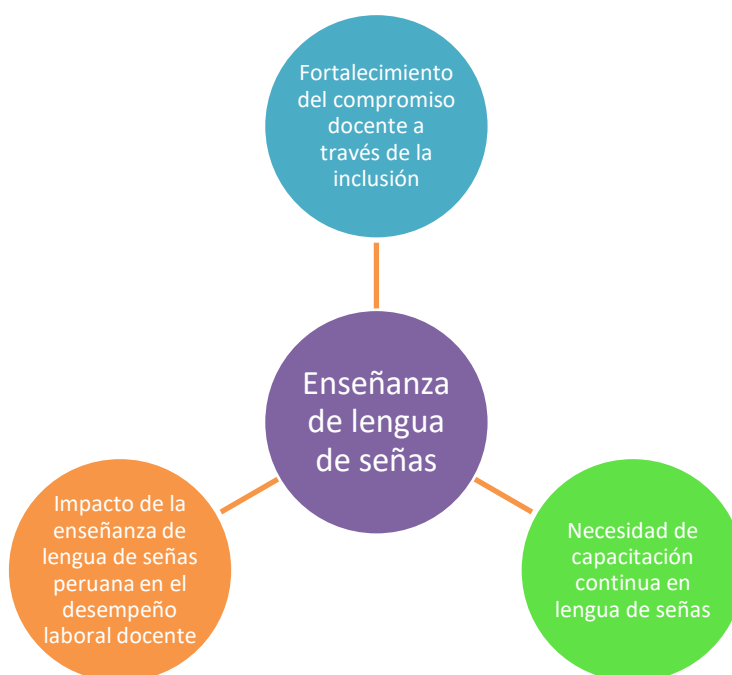 Fortalecimiento
del compromiso
docente a
través de la
inclusión
Enseñanza
de lengua
de señas
Impacto de la
enseñanza de
lengua de señas
peruana en el
desempeño
laboral docente
Necesidad de
capacitación
continua en
lengua de señas